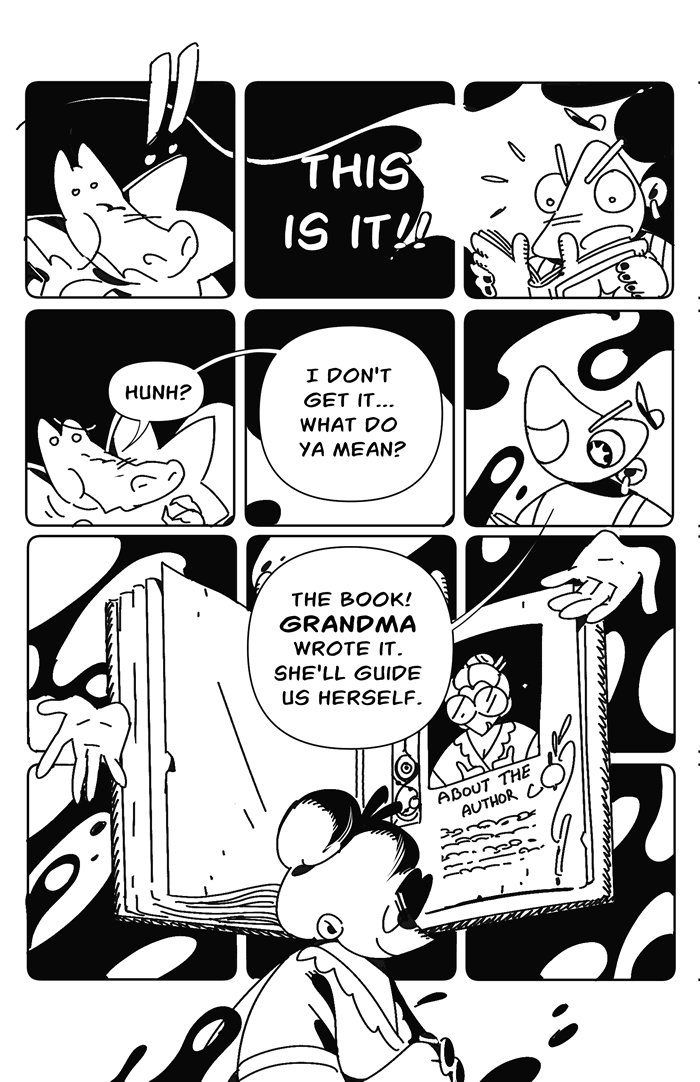 !!
THIS
IS IT!!
HUNH?
I DON'T
GET IT...
WHAT DO
YA MEAN?
THE BOOK!
GRANDMA
WROTE IT.
SHE'LL GUIDE
US HERSELF.
ABOUT THE
AUTHOR